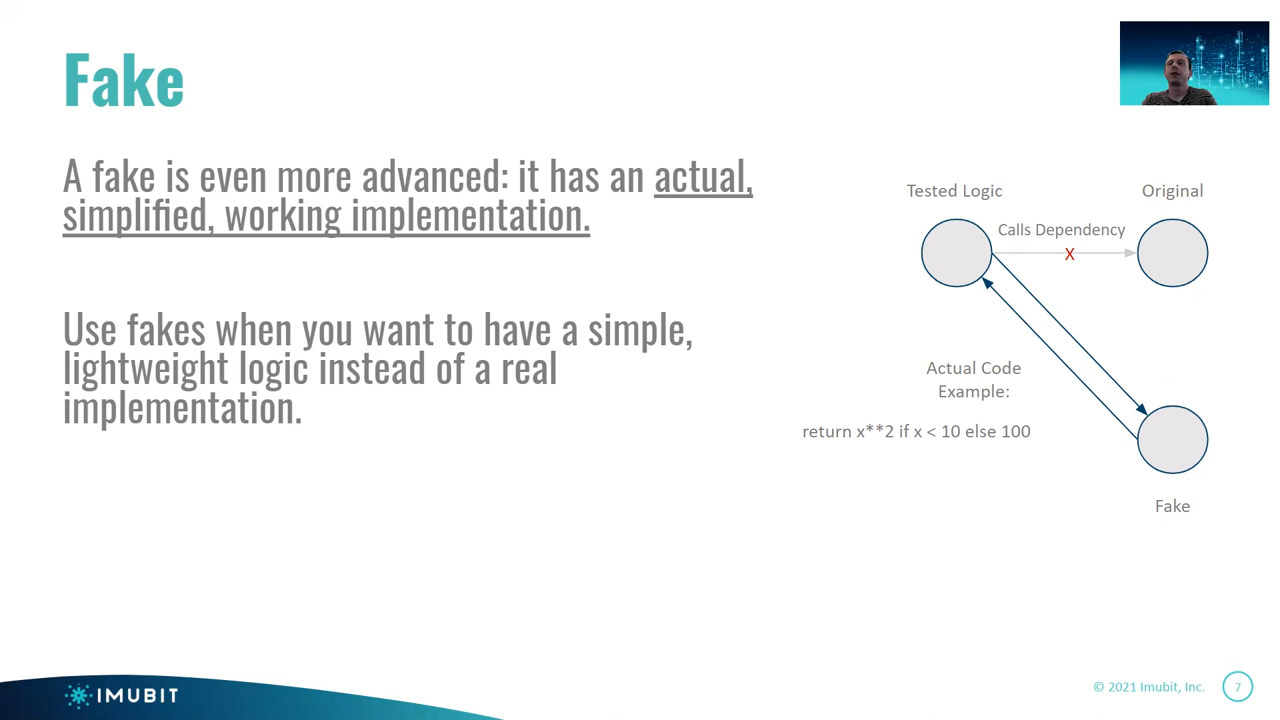 Fake
A fake is even more advanced: it has an actual,
simplified, working implementation.
Use fakes when you want to have a simple,
lightweight logic instead of a real
implementation.
Tested Logic
Original
Calls Dependency
X
Actual Code
Example:
return x**2 if x < 10 else 100
Fake
IMUBIT
© 2021 Imubit, Inc.
7